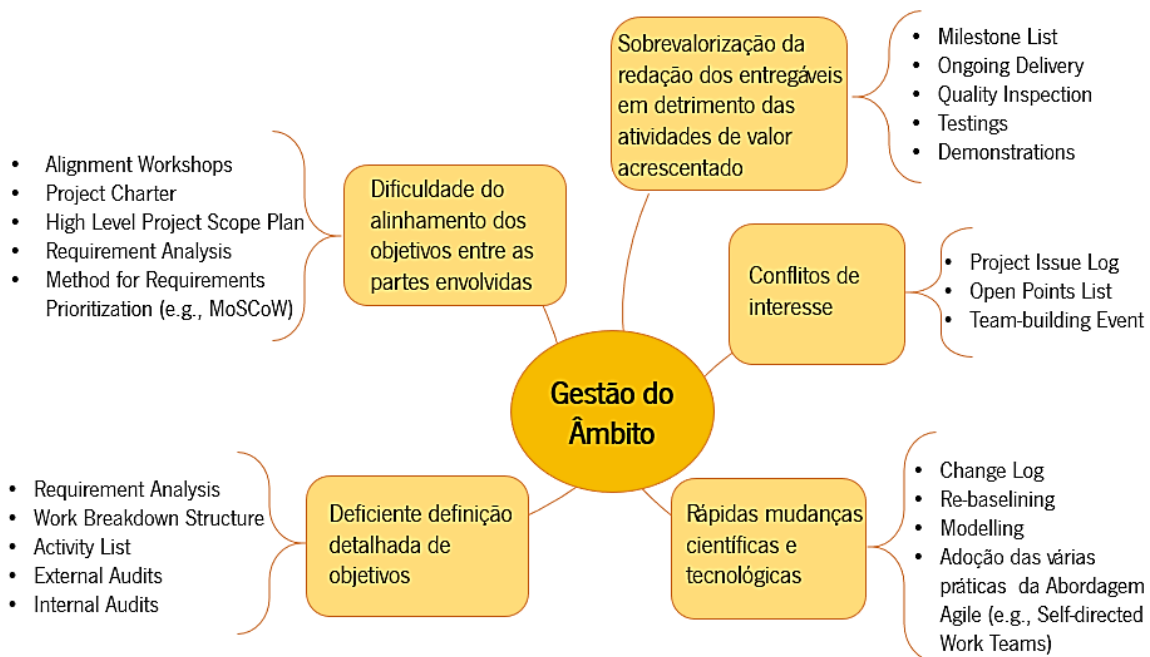 Sobrevalorização da
redação dos entregáveis
em detrimento das
atividades de valor
acrescentado
• Milestone List
• Ongoing Delivery
• Quality Inspection
• Testings
• Demonstrations
• Alignment Workshops
• Project Charter
• High Level Project Scope Plan
• Requirement Analysis
• Method for Requirements
Prioritization (e.g., MoSCoW)
Dificuldade do
alinhamento dos
objetivos entre as
partes envolvidas
Conflitos de
interesse
• Project Issue Log
• Open Points List
• Team-building Event
Gestão do
Âmbito
• Requirement Analysis
• Work Breakdown Structure
• Activity List
• External Audits
• Internal Audits
Deficiente definição
detalhada de
objetivos
Rápidas mudanças
científicas e
tecnológicas
• Change Log
• Re-baselining
• Modelling
• Adoção das várias
práticas da Abordagem
Agile (e.g., Self-directed
Work Teams)